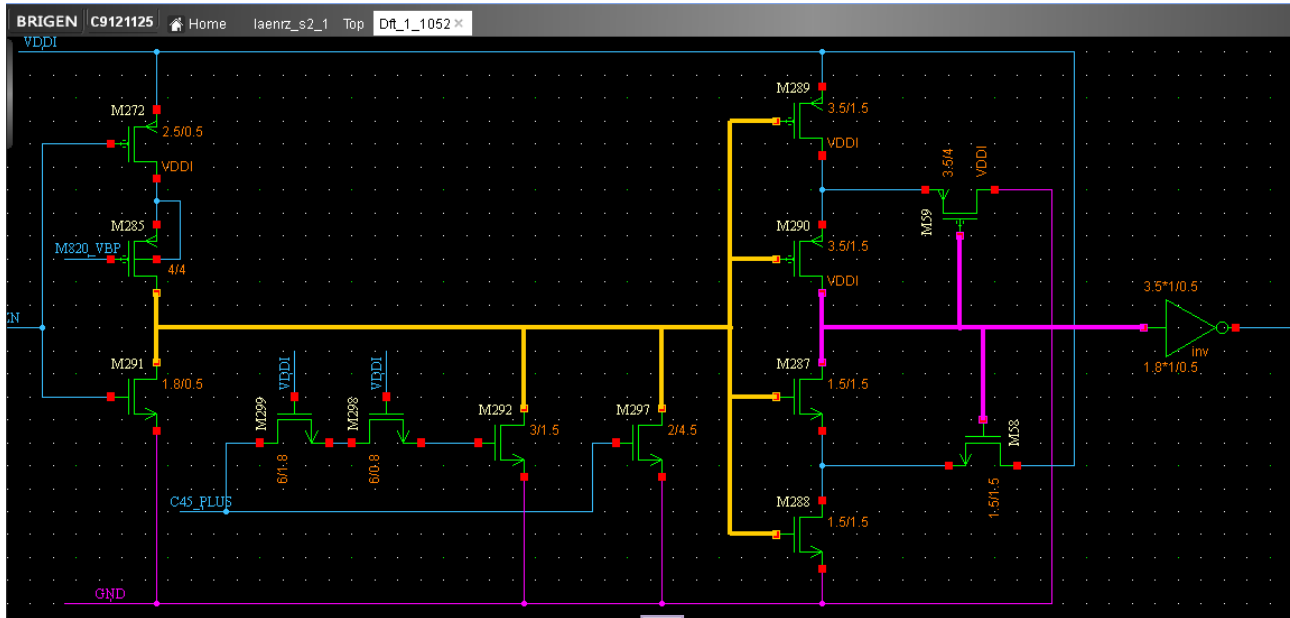 BRIGEN C9121125 Home laenrz_s2_1 Top Dft_1_1052 ×
VDDI
M272
2.5/0.5
VDDI
M285
M820_VBP
4/4
M291
1.8/0.5
VDDI
VDDI
M299
6/1.8
M298
6/0.8
C45_PLUS
M292
3/1.5
M297
2/4.5
GND
M289
3.5/1.5
VDDI
M290
3.5/1.5
VDDI
M287
1.5/1.5
M288
1.5/1.5
3.5/4
VDDI
M59
M58
1.5/1.5
3.5*1/0.5
inv
1.8*1/0.5